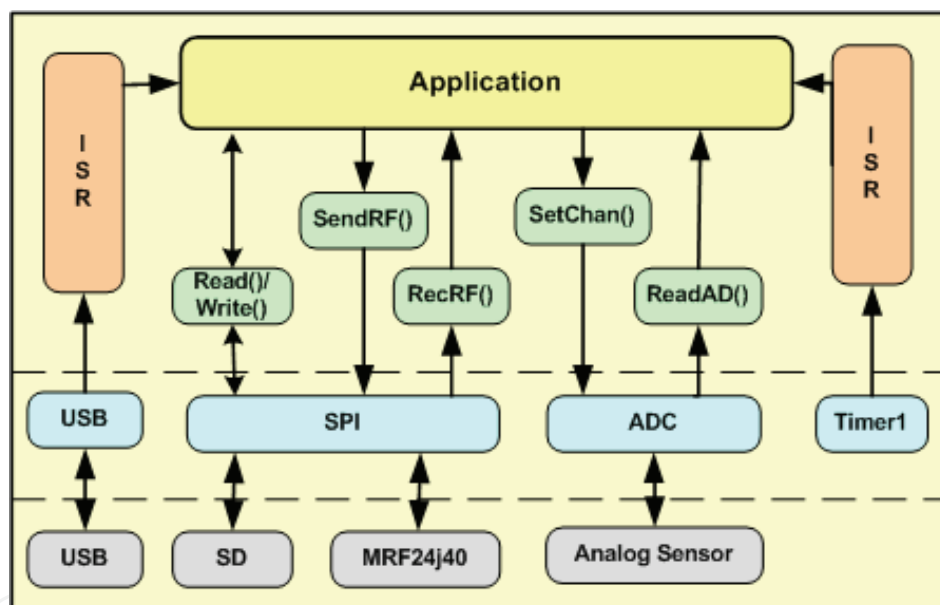 Application
I
S
R
I
S
R
SendRF()
SetChan()
Read()/
Write()
RecRF()
ReadAD()
USB
SPI
ADC
Timer1
USB
SD
MRF24j40
Analog Sensor